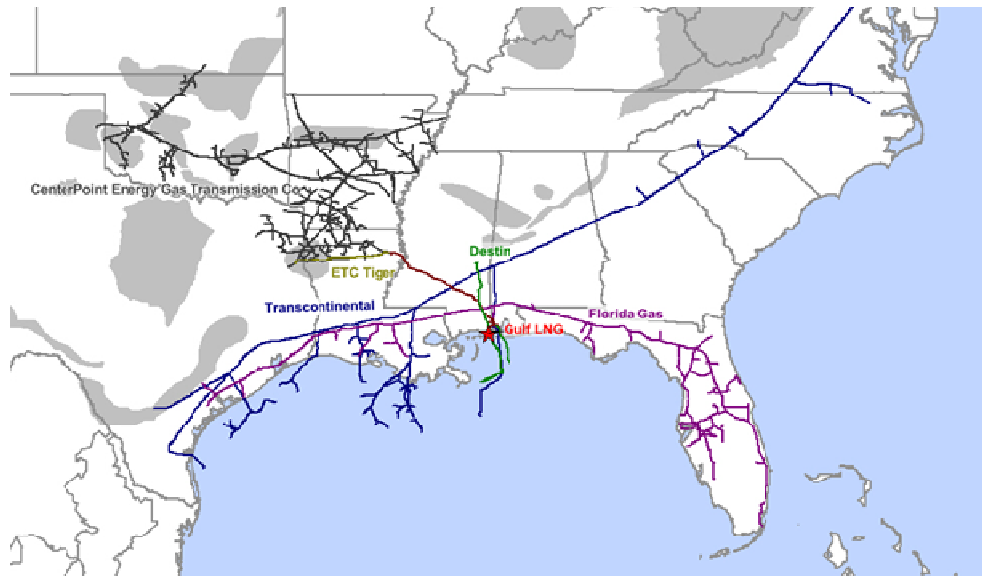 CenterPoint Energy Gas Transmission Co.
Destin
ETC Tiger
Transcontinental
Florida Gas
Gulf LNG